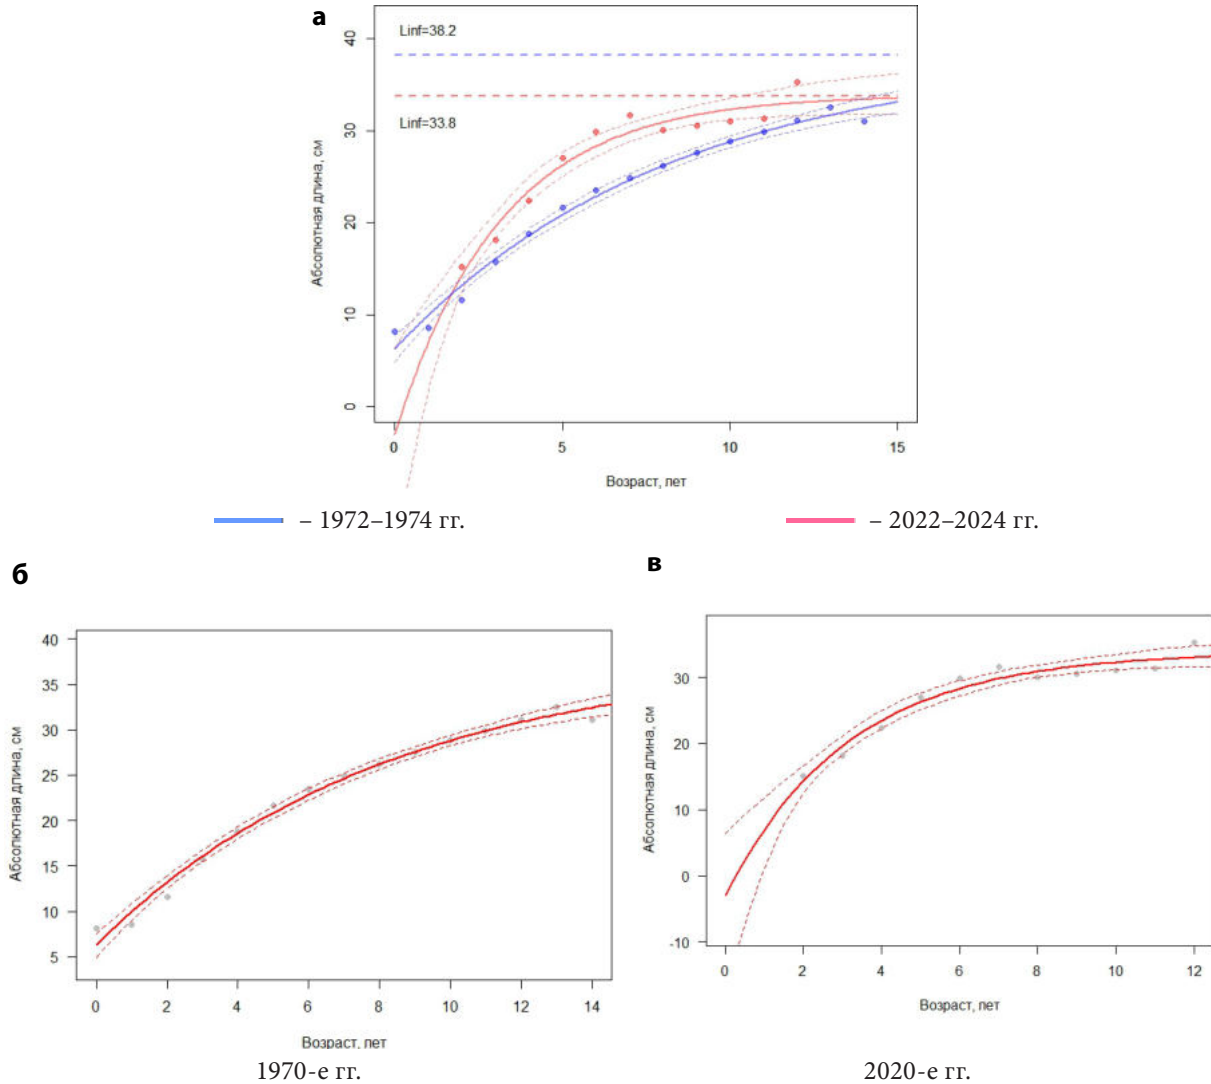 а
Linf=38.2
Linf=33.8
40
30
20
10
0
Абсолютная длина, см
0 5 10 15
Возраст, лет
– 1972–1974 гг. – 2022–2024 гг.
б
в
40
35
30
25
20
15
10
5
Абсолютная длина, см
0 2 4 6 8 10 12 14
Возраст, лет
1970-е гг.
30
20
10
0
-10
Абсолютная длина, см
0 2 4 6 8 10 12
Возраст, лет
2020-е гг.